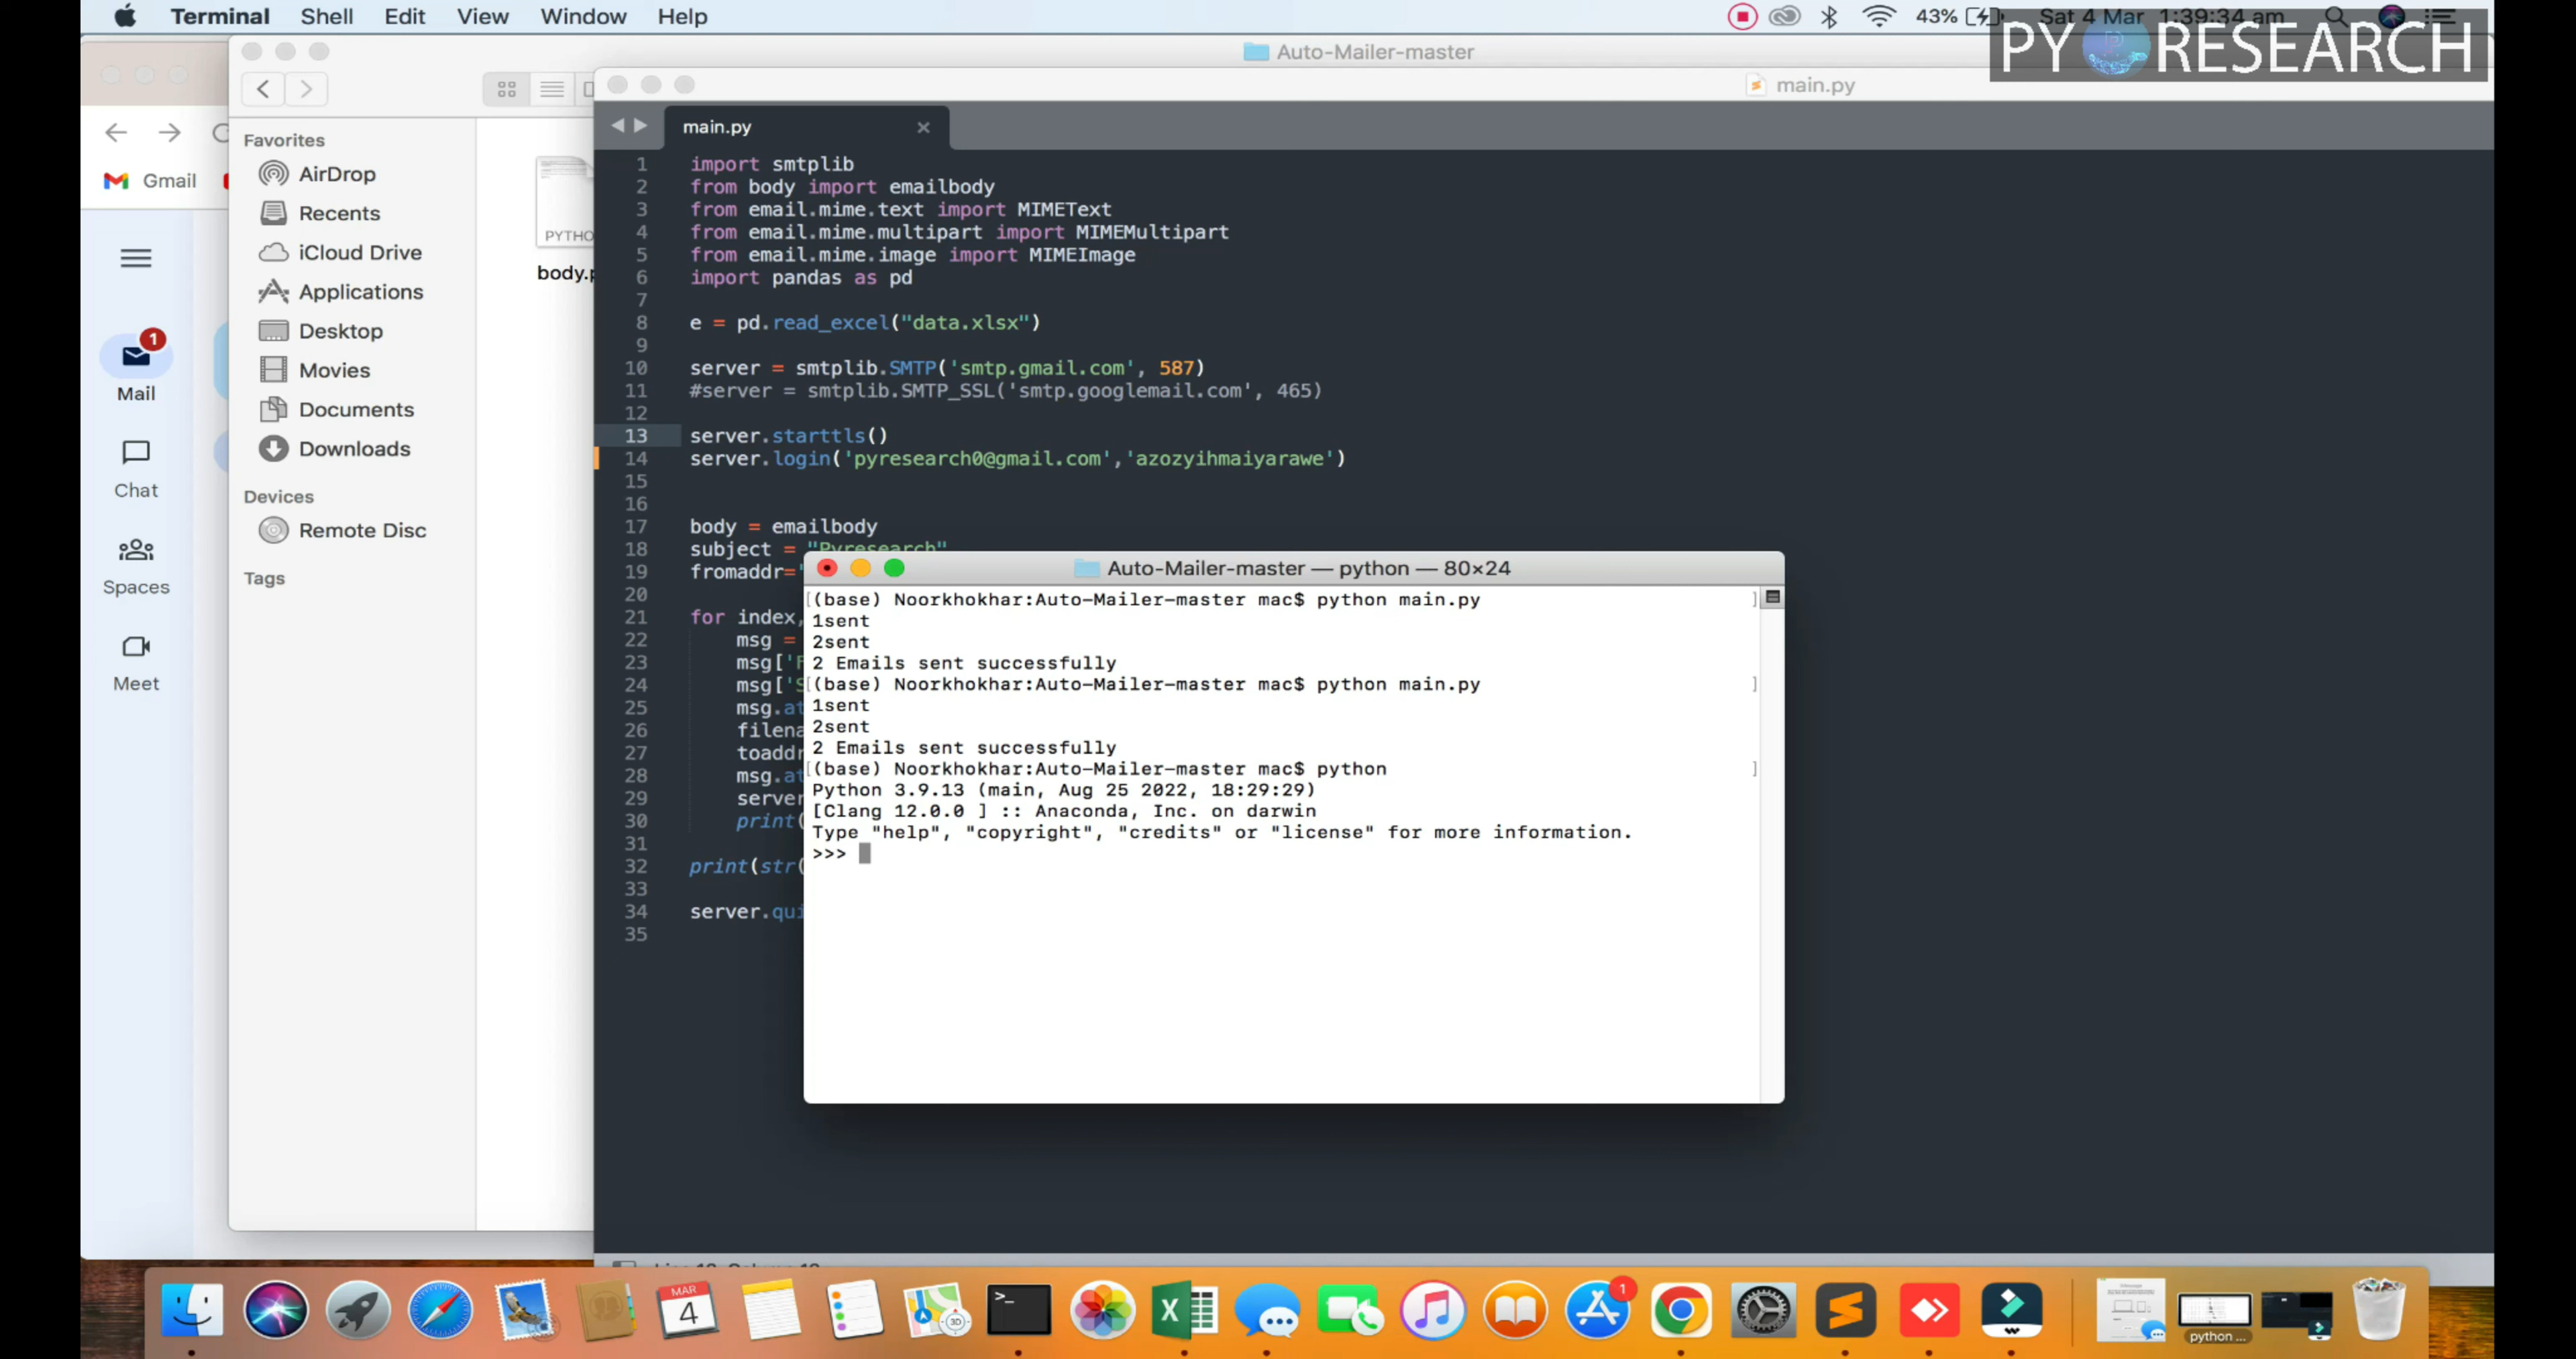 Terminal Shell Edit View Window Help
43% Sat 4 Mar 1:39:34 am
PYRESEARCH
Auto-Mailer-master
main.py
Gmail
1
Mail
Chat
Spaces
Meet
Favorites
AirDrop
Recents
iCloud Drive
Applications
Desktop
Movies
Documents
Downloads
Devices
Remote Disc
Tags
PYTHO
body.p
main.py
1 import smtplib
2 from body import emailbody
3 from email.mime.text import MIMEText
4 from email.mime.multipart import MIMEMultipart
5 from email.mime.image import MIMEImage
6 import pandas as pd
7
8 e = pd.read_excel("data.xlsx")
9
10 server = smtplib.SMTP('smtp.gmail.com', 587)
11 #server = smtplib.SMTP_SSL('smtp.googlemail.com', 465)
12
13 server.starttls()
14 server.login('pyresearch0@gmail.com','azozyihmaiyarawe')
15
16
17 body = emailbody
18 subject = "Pyresearch"
19 fromaddr='
20
21 for index,
22 msg =
23 msg['F
24 msg['S
25 msg.at
26 filena
27 toaddr
28 msg.at
29 server
30 print(
31
32 print(str(
33
34 server.qui
35
Auto-Mailer-master — python — 80×24
(base) Noorkhokhar:Auto-Mailer-master mac$ python main.py
1sent
2sent
2 Emails sent successfully
(base) Noorkhokhar:Auto-Mailer-master mac$ python main.py
1sent
2sent
2 Emails sent successfully
(base) Noorkhokhar:Auto-Mailer-master mac$ python
Python 3.9.13 (main, Aug 25 2022, 18:29:29)
[Clang 12.0.0 ] :: Anaconda, Inc. on darwin
Type "help", "copyright", "credits" or "license" for more information.
>>>
MAR
4
3D
1
python ...